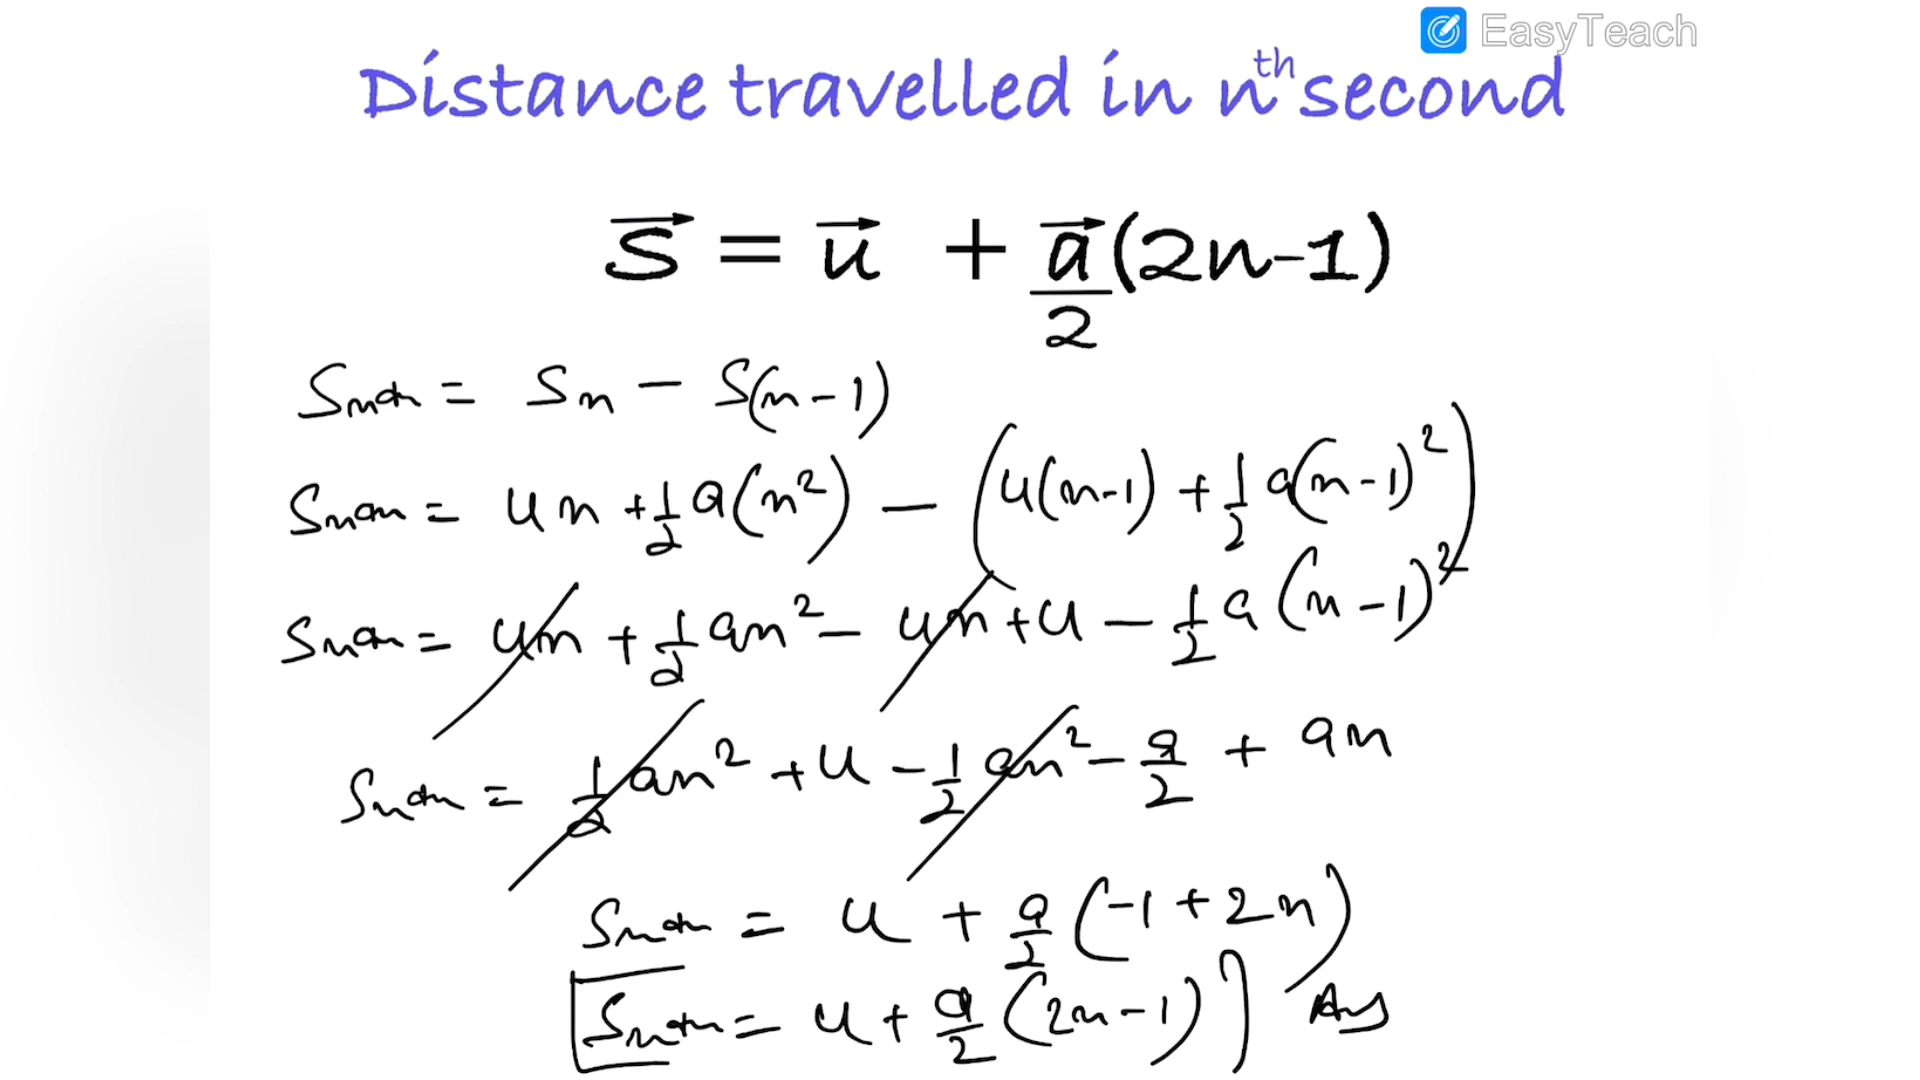 EasyTeach
Distance travelled in nth second
S⃗ = u⃗ + a⃗/2 (2n-1)
Snth = Sn - S(n-1)
Snth = un + 1/2 a(n²) - (u(n-1) + 1/2 a(n-1)²)
Snth = un + 1/2 an² - un + u - 1/2 a(n-1)²
Snth = 1/2 an² + u - 1/2 an² - a/2 + an
Snth = u + a/2 (-1+2n)
Snth = u + a/2 (2n-1) Ans